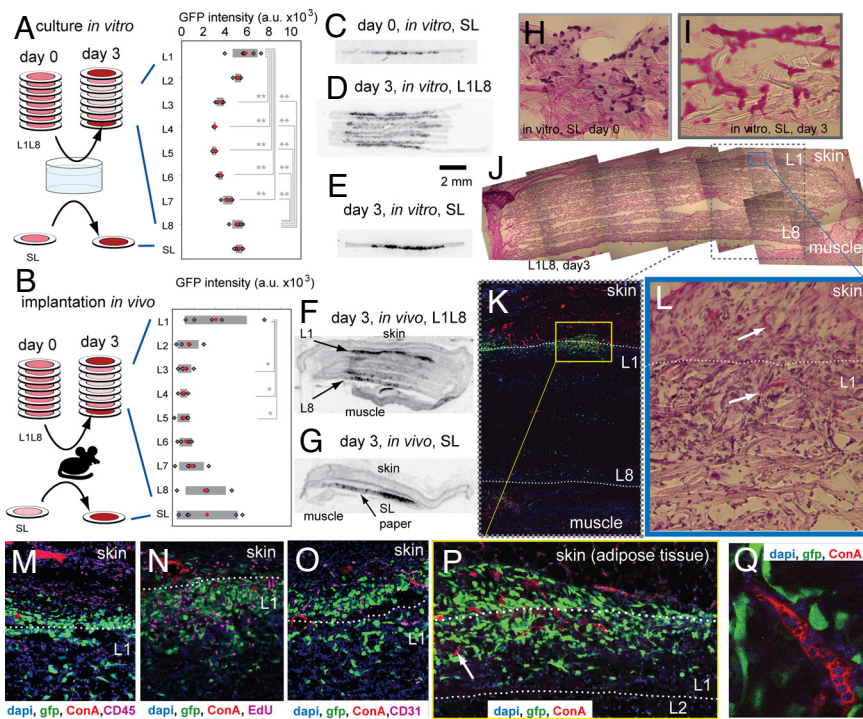 A
culture in vitro
day 0
day 3
L1L8
SL
GFP intensity (a.u. x10³)
0 2 4 6 8 10
L1
L2
L3
L4
L5
L6
L7
L8
SL
**
**
**
**
**
**
**
**
**
**
B
implantation in vivo
day 0
day 3
L1L8
SL
GFP intensity (a.u. x10³)
L1
L2
L3
L4
L5
L6
L7
L8
SL
*
*
*
C
day 0, in vitro, SL
D
day 3, in vitro, L1L8
2 mm
E
day 3, in vitro, SL
F
day 3, in vivo, L1L8
L1
skin
L8
muscle
G
day 3, in vivo, SL
skin
muscle
SL
paper
H
in vitro, SL, day 0
I
in vitro, SL, day 3
J
L1
skin
L8
muscle
L1L8, day3
K
skin
L1
L8
muscle
L
skin
L1
M
skin
L1
dapi, gfp, ConA,CD45
N
skin
L1
dapi, gfp, ConA, EdU
O
skin
L1
dapi, gfp, ConA,CD31
P
skin (adipose tissue)
L1
L2
dapi, gfp, ConA
Q
dapi, gfp, ConA